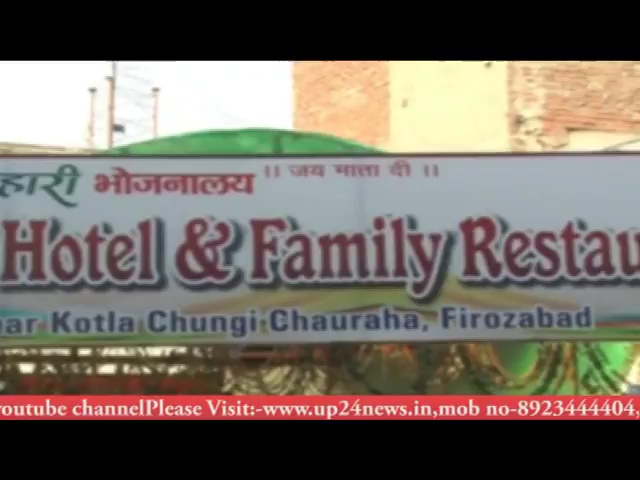 हारी भोजनालय ।। जय माता दी ।।
Hotel & Family Restau
ar Kotla Chungi Chauraha, Firozabad
youtube channelPlease Visit:-www.up24news.in,mob no-8923444404,